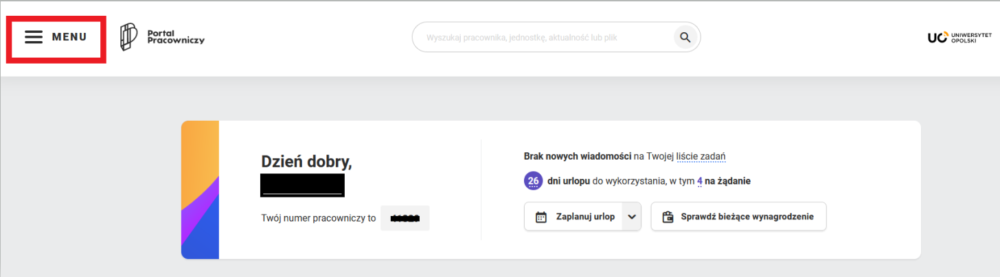 MENU
Portal
Pracowniczy
Wyszukaj pracownika, jednostkę, aktualność lub plik
UO UNIWERSYTET
OPOLSKI
Dzień dobry,
Twój numer pracowniczy to
Brak nowych wiadomości na Twojej liście zadań
26 dni urlopu do wykorzystania, w tym 4 na żądanie
Zaplanuj urlop
Sprawdź bieżące wynagrodzenie